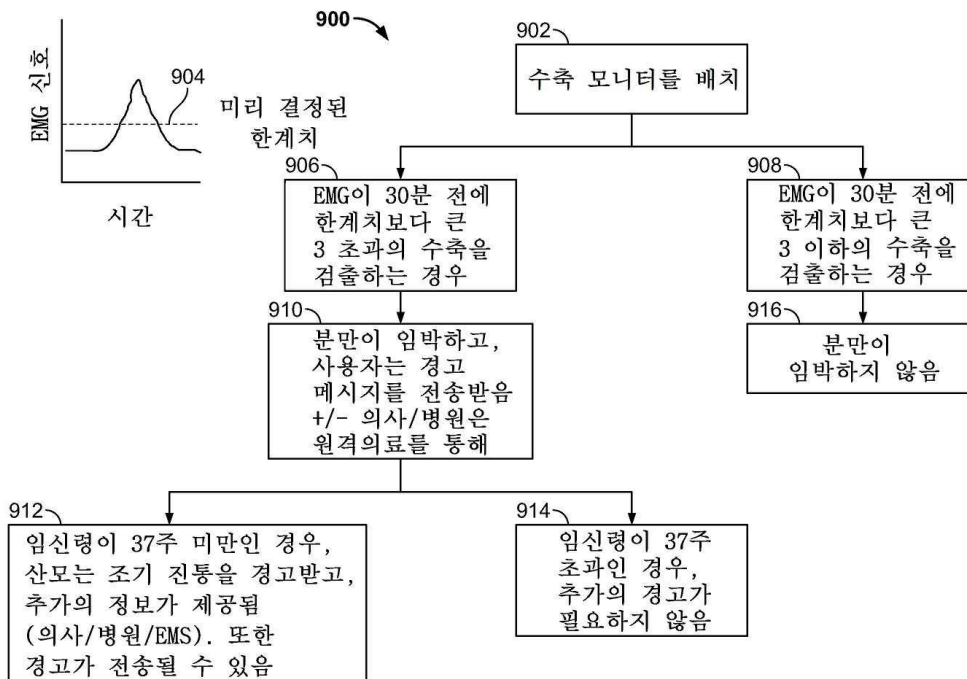 900
902
수축 모니터를 배치
EMG 신호
904
미리 결정된
한계치
시간
906
EMG이 30분 전에
한계치보다 큰
3 초과의 수축을
검출하는 경우
908
EMG이 30분 전에
한계치보다 큰
3 이하의 수축을
검출하는 경우
910
분만이 임박하고,
사용자는 경고
메시지를 전송받음
+/- 의사/병원은
원격의료를 통해
916
분만이
임박하지 않음
912
임신령이 37주 미만인 경우,
산모는 조기 진통을 경고받고,
추가의 정보가 제공됨
(의사/병원/EMS). 또한
경고가 전송될 수 있음
914
임신령이 37주
초과인 경우,
추가의 경고가
필요하지 않음